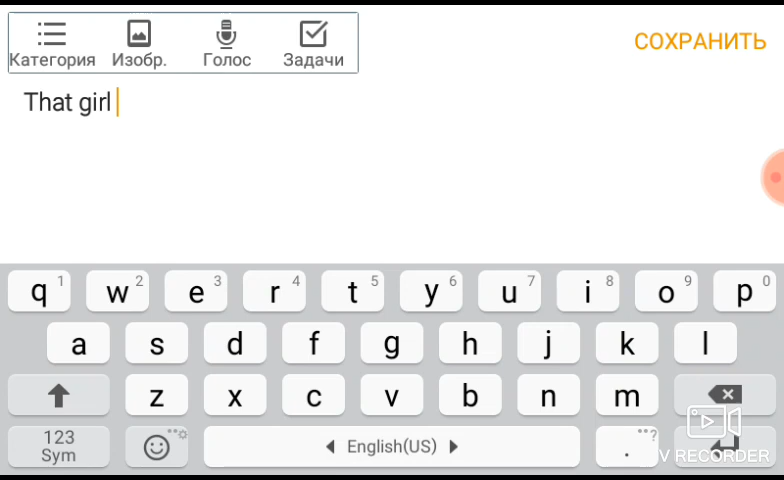 Категория Изобр. Голос Задачи
СОХРАНИТЬ
That girl
q 1 w 2 e 3 r 4 t 5 y 6 u 7 i 8 o 9 p 0
a s d f g h j k l
z x c v b n m
123
Sym
English(US)
. ?
V RECORDER